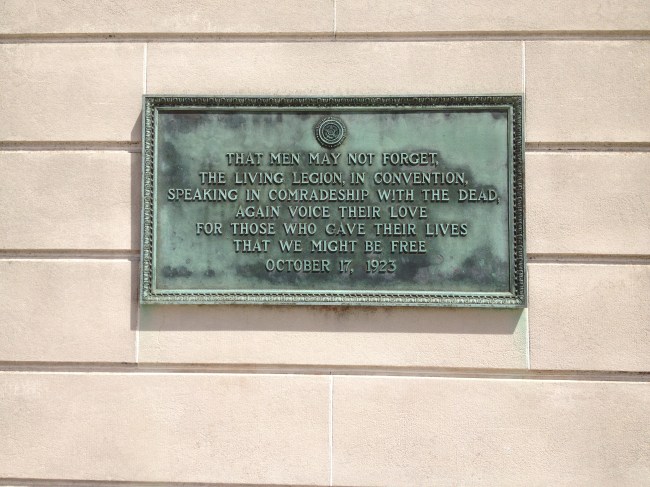 THAT MEN MAY NOT FORGET,
THE LIVING LEGION, IN CONVENTION,
SPEAKING IN COMRADESHIP WITH THE DEAD,
AGAIN VOICE THEIR LOVE
FOR THOSE WHO GAVE THEIR LIVES
THAT WE MIGHT BE FREE
OCTOBER 17, 1923